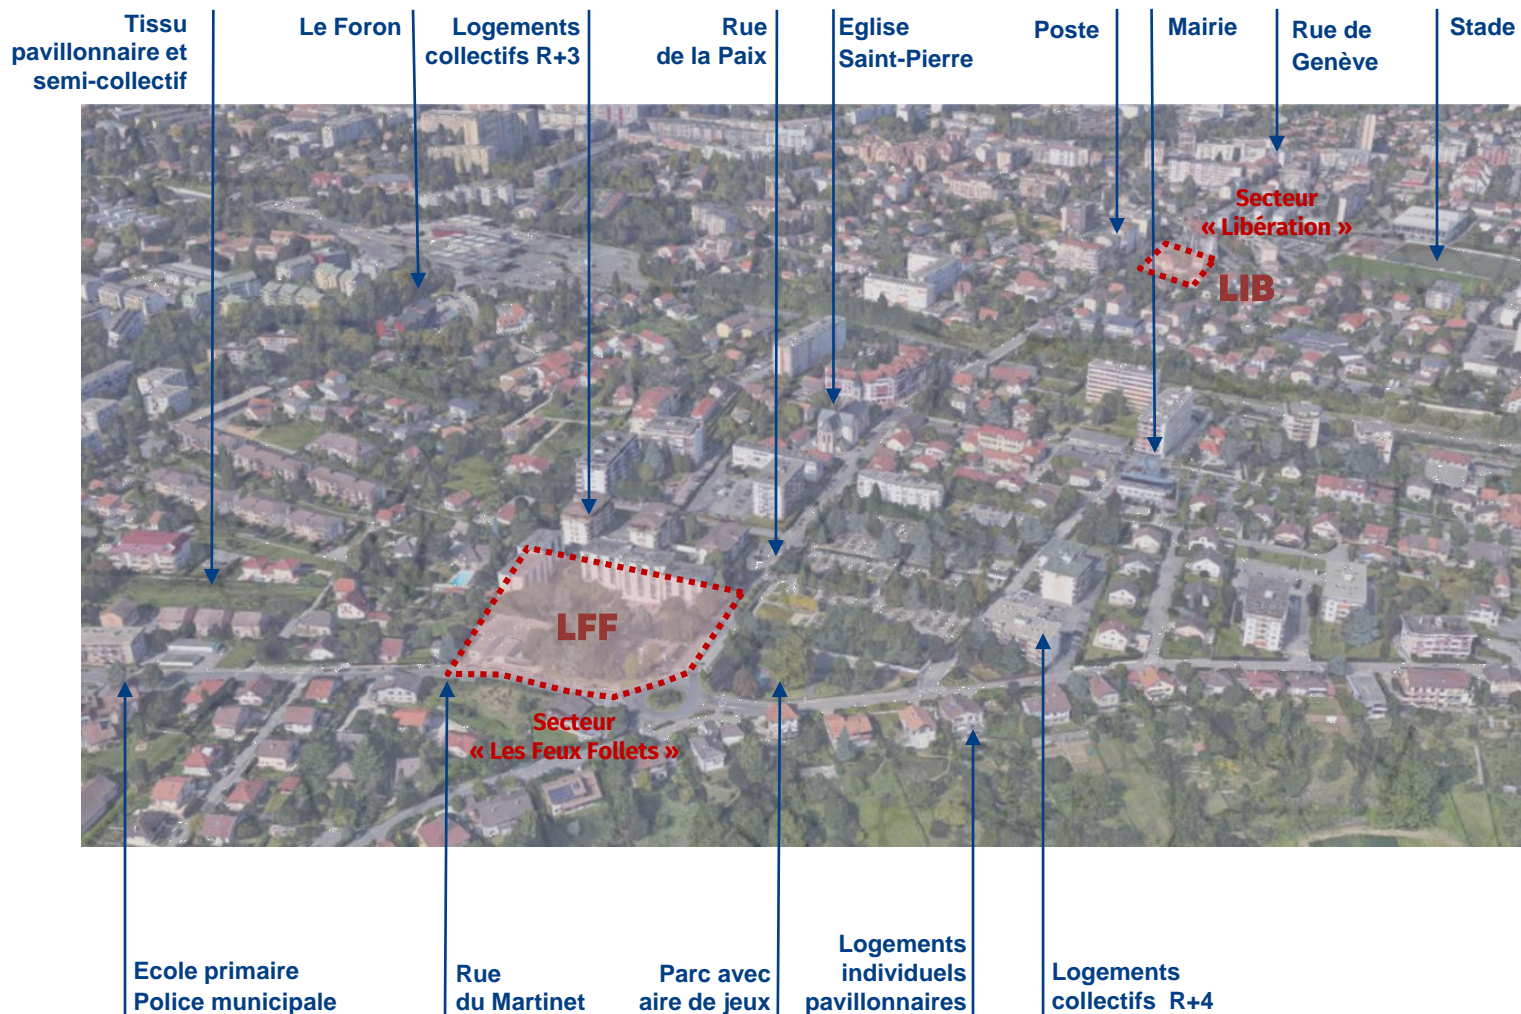 Tissu
pavillonnaire et
semi-collectif
Le Foron
Logements
collectifs R+3
Rue
de la Paix
Eglise
Saint-Pierre
Poste
Mairie
Rue de
Genève
Stade
Secteur
« Libération »
LIB
LFF
Secteur
« Les Feux Follets »
Ecole primaire
Police municipale
Rue
du Martinet
Parc avec
aire de jeux
Logements
individuels
pavillonnaires
Logements
collectifs R+4